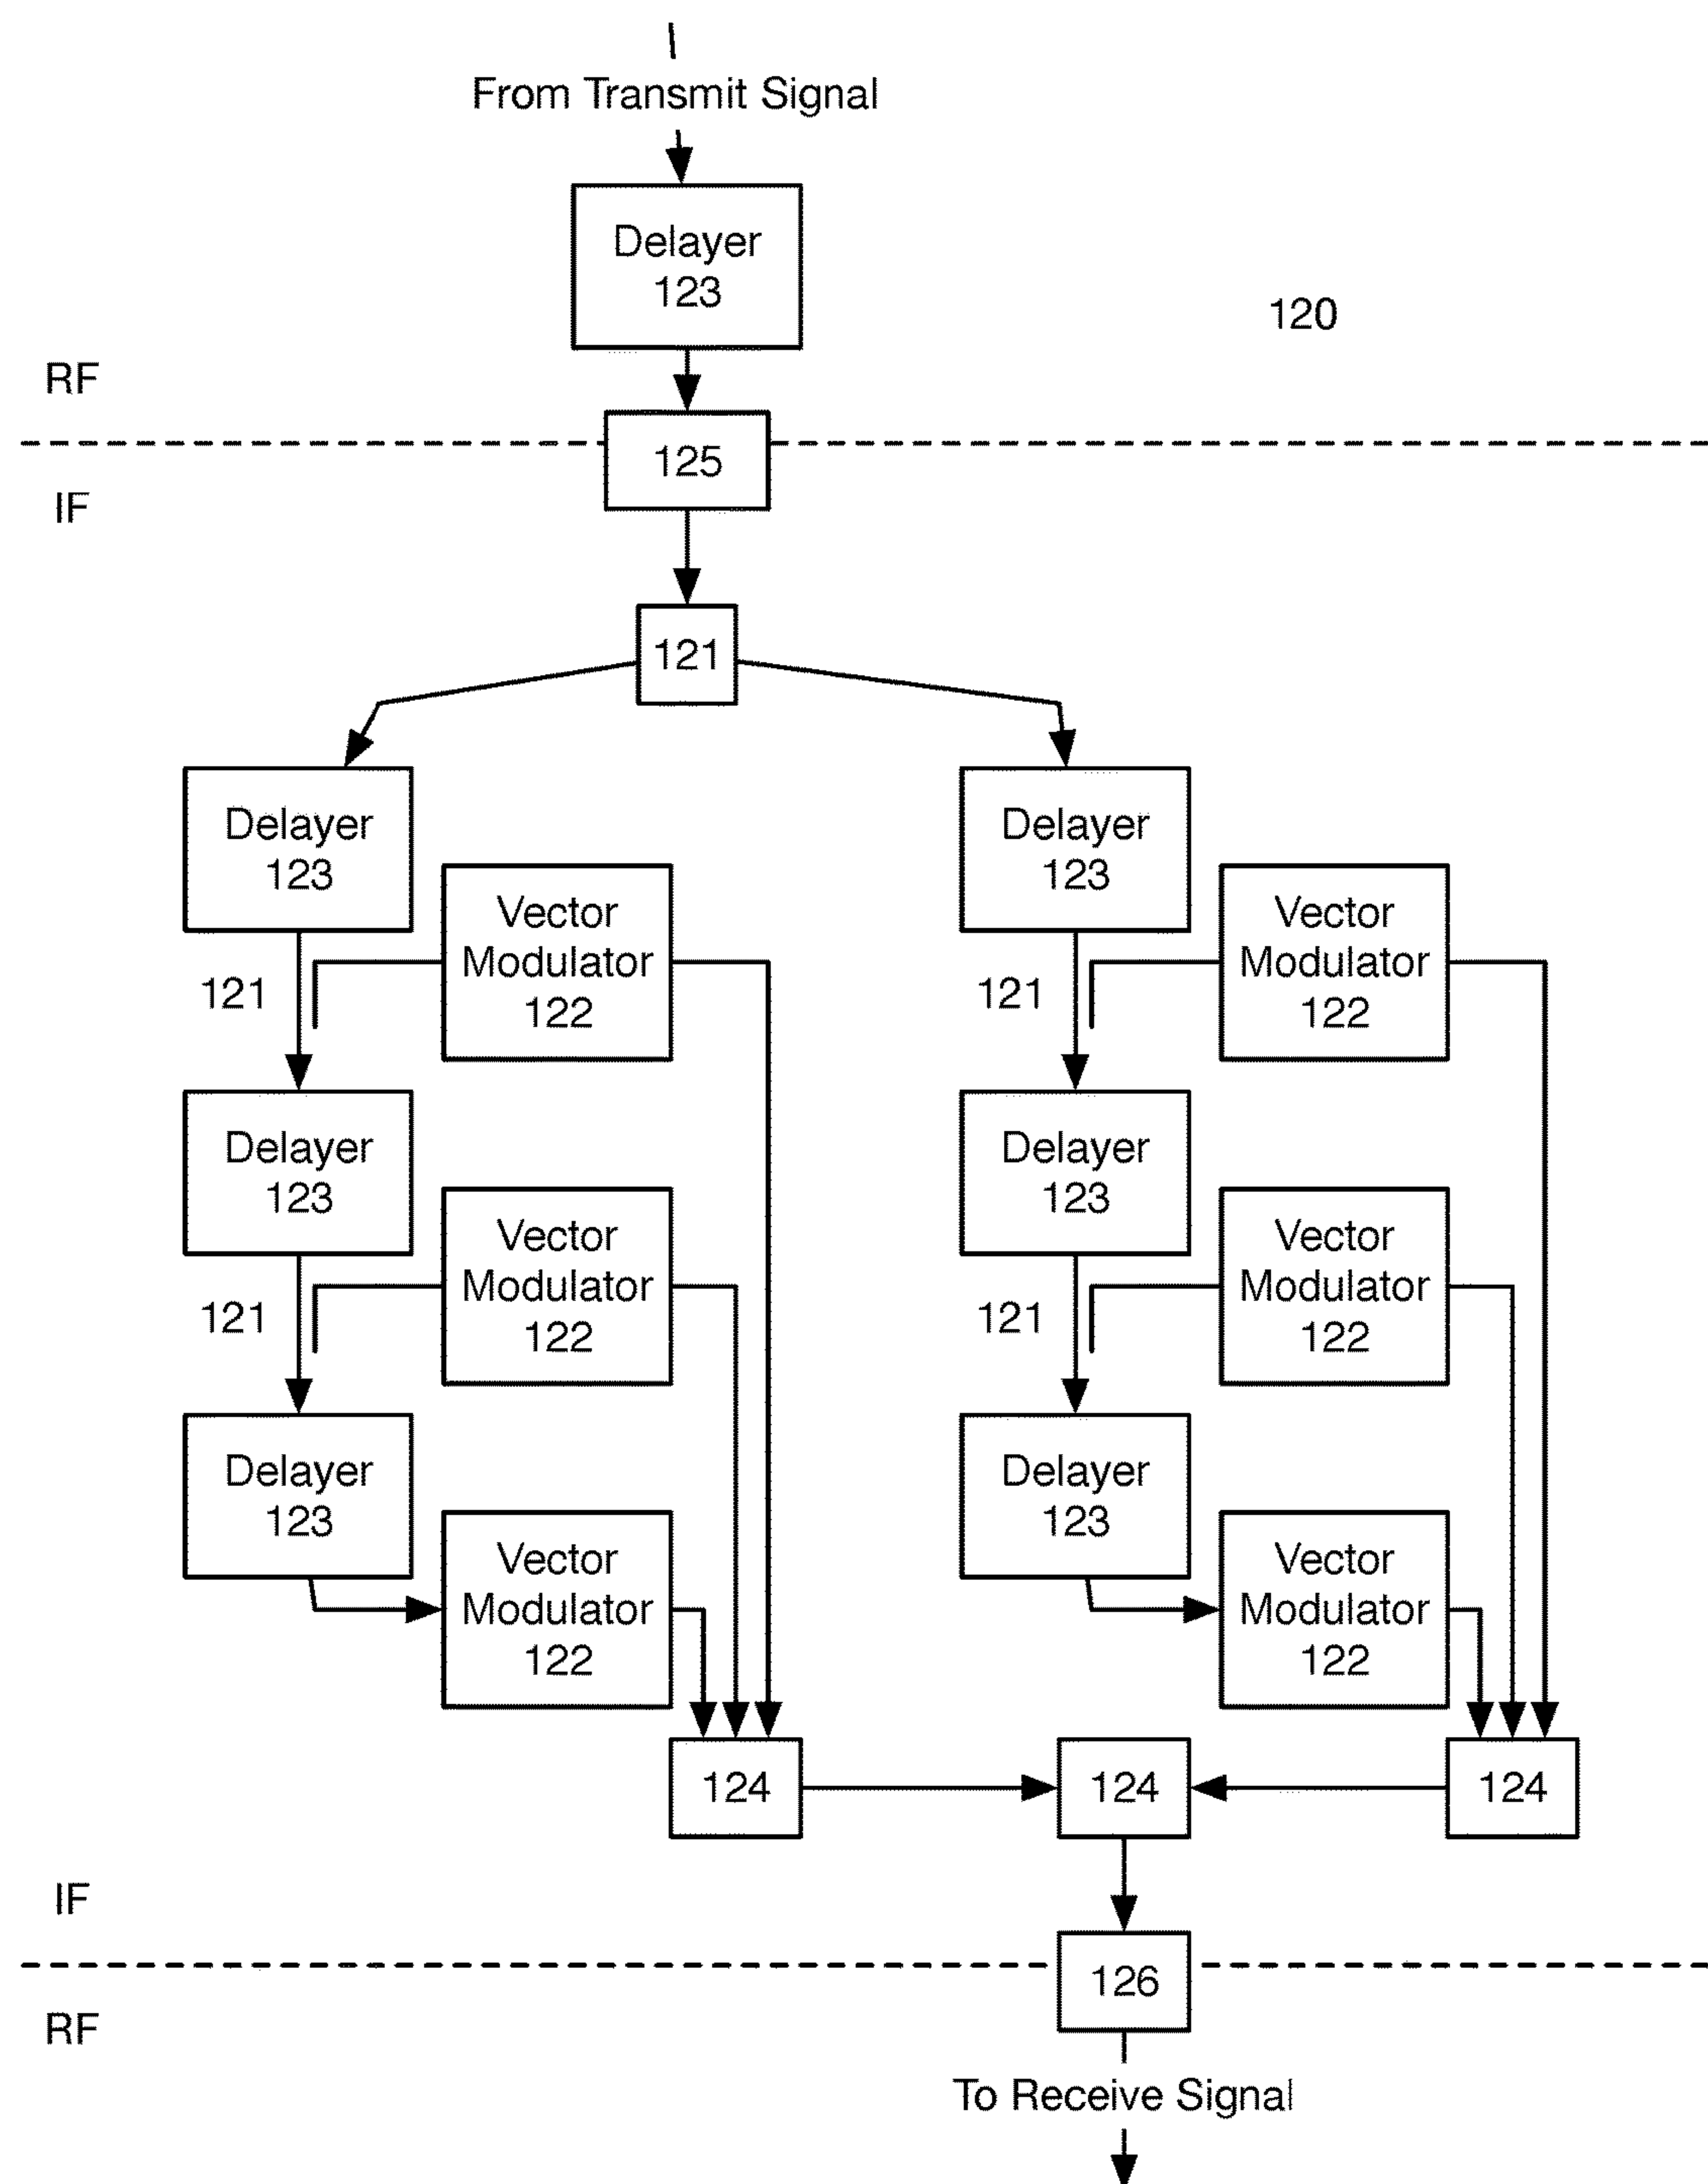 From Transmit Signal
Delayer
123
120
RF
125
IF
121
Delayer
123
Delayer
123
Vector
Modulator
122
Vector
Modulator
122
121
121
Delayer
123
Delayer
123
Vector
Modulator
122
Vector
Modulator
122
121
121
Delayer
123
Delayer
123
Vector
Modulator
122
Vector
Modulator
122
124
124
124
IF
126
RF
To Receive Signal